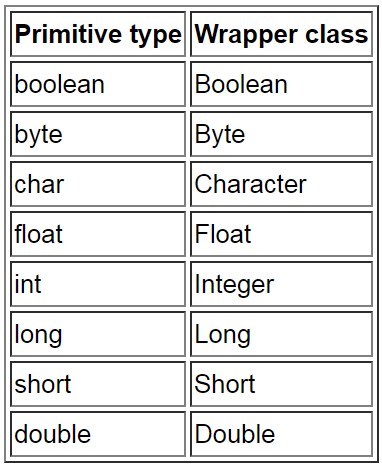 Primitive type Wrapper class
boolean Boolean
byte Byte
char Character
float Float
int Integer
long Long
short Short
double Double